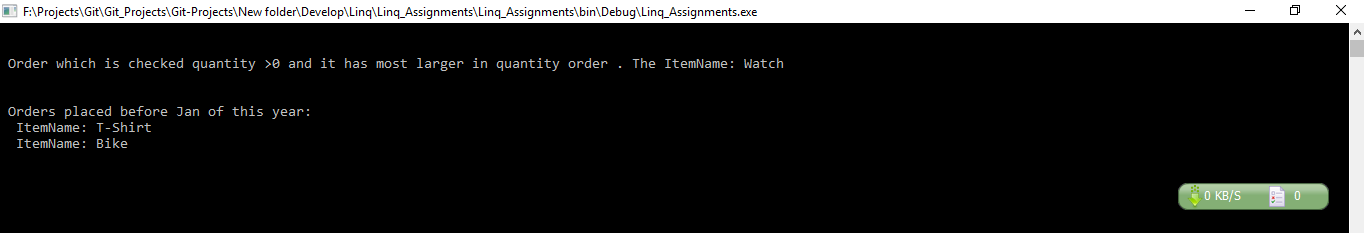 F:\Projects\Git\Git_Projects\Git-Projects\New folder\Develop\Linq\Linq_Assignments\Linq_Assignments\bin\Debug\Linq_Assignments.exe
Order which is checked quantity >0 and it has most larger in quantity order . The ItemName: Watch
Orders placed before Jan of this year:
ItemName: T-Shirt
ItemName: Bike
0 KB/S 0